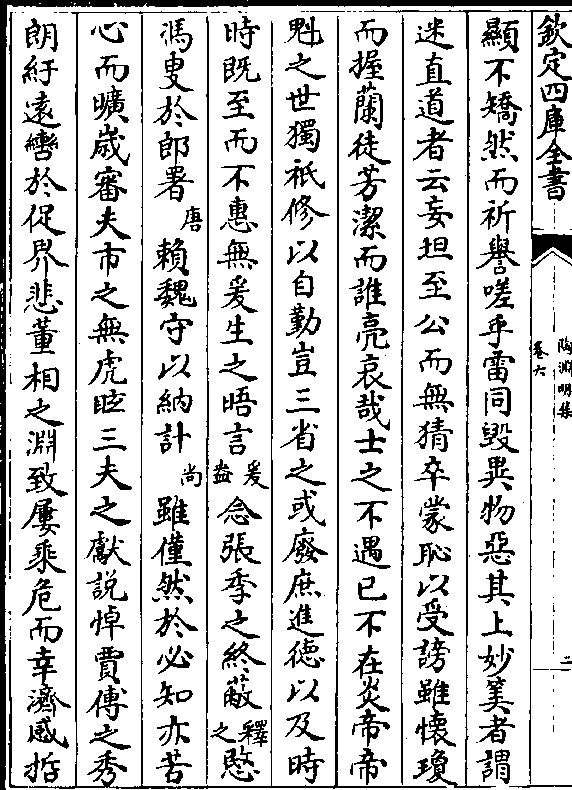 欽定四庫全書
陶淵明集
卷六
二
顯不矯然而祈譽嗟乎雷同毀異物惡其上妙筭者謂
迷直道者云妄坦至公而無猜卒蒙恥以受謗雖懷瓊
而握蘭徒芳潔而誰亮哀哉士之不遇已不在炎帝帝
魁之世獨祇修以自勤豈三省之或廢庶進德以及時
時既至而不惠無爰生之晤言爰盎念張季之終蔽釋之愍
馮叟於郎署唐賴魏守以納計尚雖僅然於必知亦苦
心而曠歲審夫市之無虎眩三夫之獻說悼賈傅之秀
朗紆遠轡於促界悲董相之淵致屢乘危而幸濟感哲